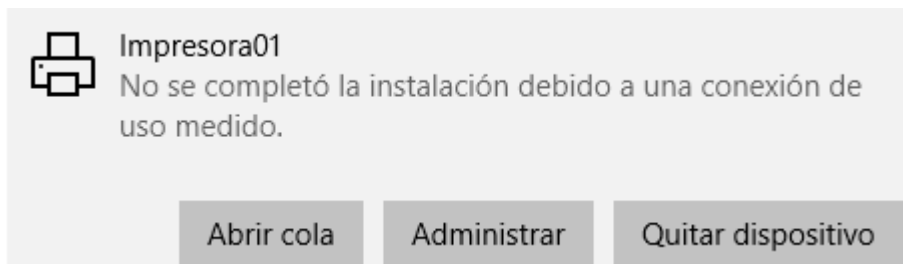 Impresora01
No se completó la instalación debido a una conexión de
uso medido.
Abrir cola
Administrar
Quitar dispositivo